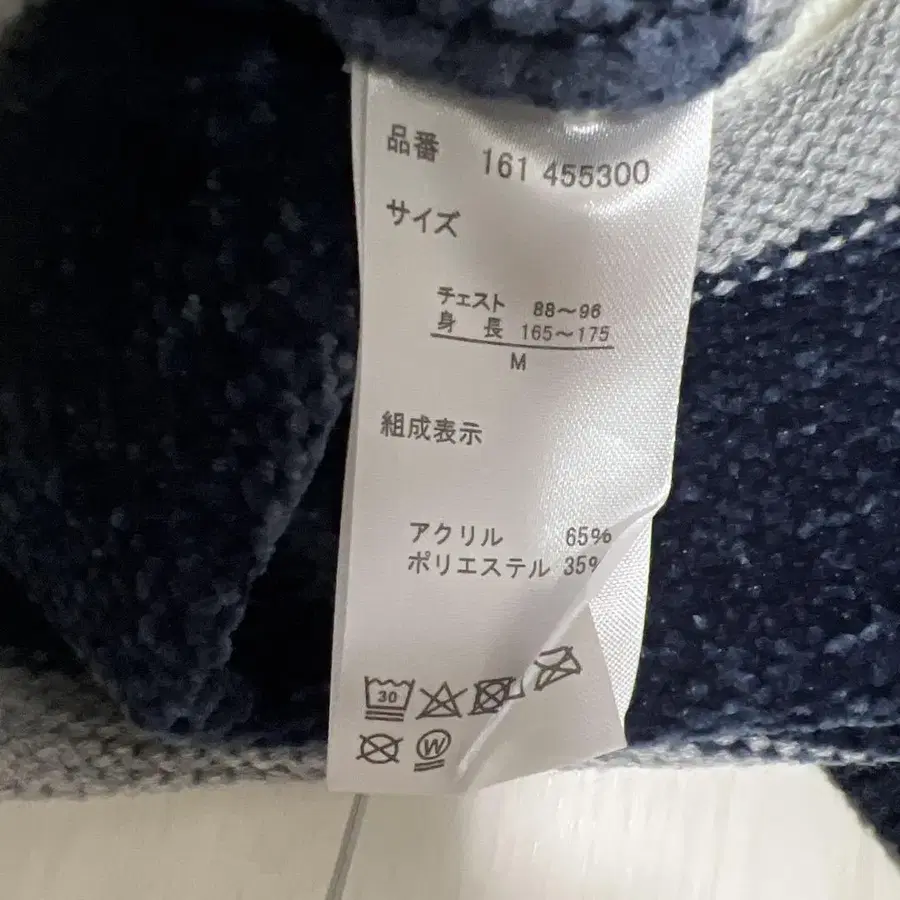 品番 161 455300
サイズ
チェスト 88～96
身 長 165～175
M
組成表示
アクリル 65%
ポリエステル 35%
30
W